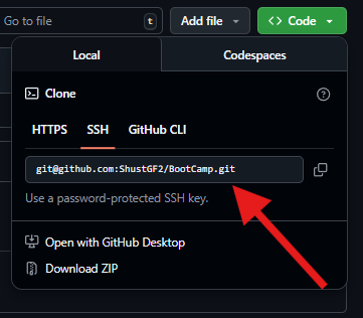 Go to file
t
Add file
<> Code
Local
Codespaces
Clone
?
HTTPS
SSH
GitHub CLI
git@github.com:ShustGF2/BootCamp.git
Use a password-protected SSH key.
Open with GitHub Desktop
Download ZIP